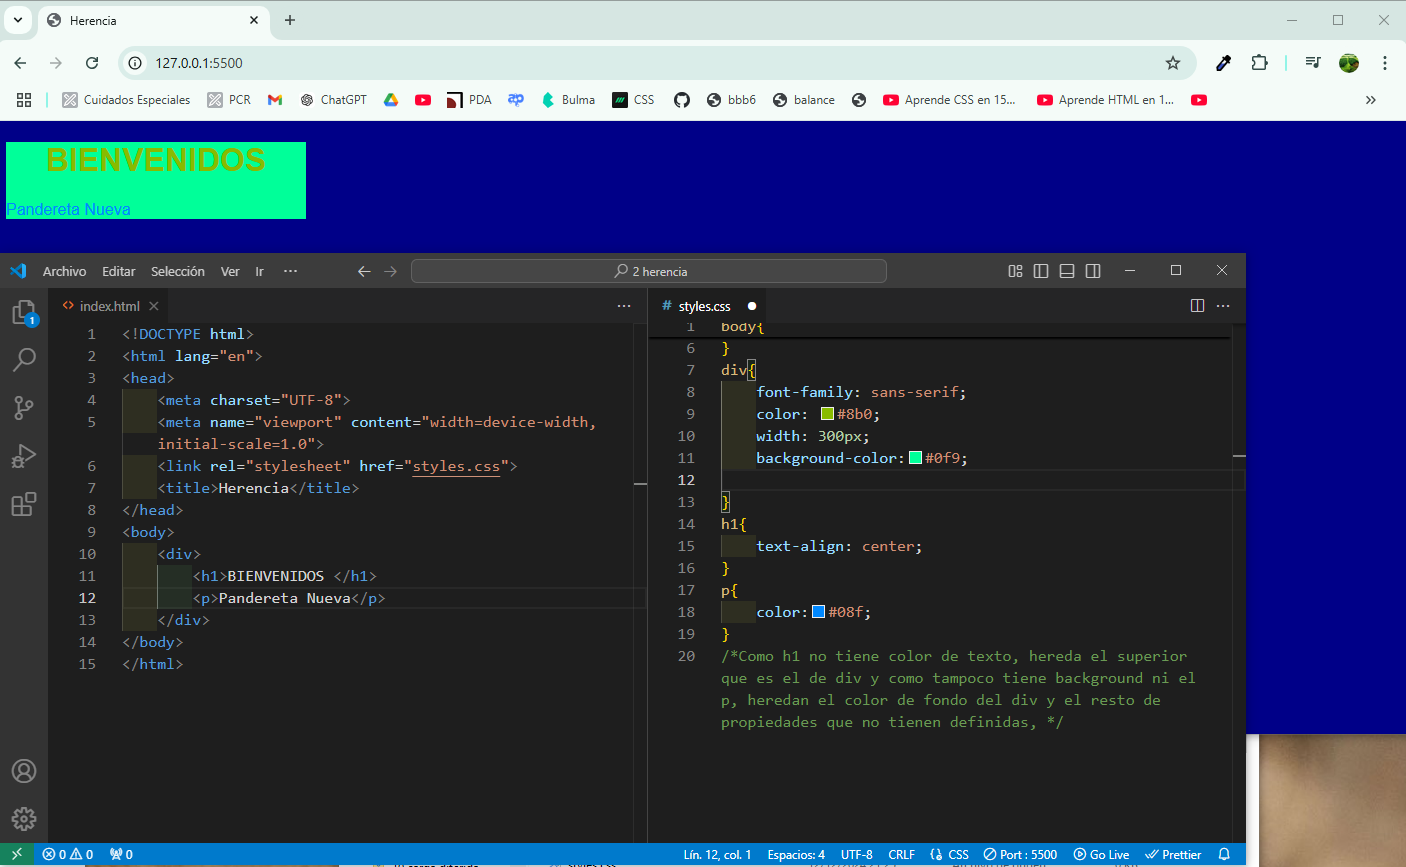 Herencia
127.0.0.1:5500
Cuidados Especiales
PCR
ChatGPT
PDA
Bulma
CSS
bbb6
balance
Aprende CSS en 15...
Aprende HTML en 1...
BIENVENIDOS
Pandereta Nueva
Archivo Editar Selección Ver Ir ···
2 herencia
1
index.html
1 <!DOCTYPE html>
2 <html lang="en">
3 <head>
4 <meta charset="UTF-8">
5 <meta name="viewport" content="width=device-width,
initial-scale=1.0">
6 <link rel="stylesheet" href="styles.css">
7 <title>Herencia</title>
8 </head>
9 <body>
10 <div>
11 <h1>BIENVENIDOS </h1>
12 <p>Pandereta Nueva</p>
13 </div>
14 </body>
15 </html>
# styles.css
1 body{
6 }
7 div{
8 font-family: sans-serif;
9 color: #8b0;
10 width: 300px;
11 background-color:#0f9;
12
13 }
14 h1{
15 text-align: center;
16 }
17 p{
18 color:#08f;
19 }
20 /*Como h1 no tiene color de texto, hereda el superior
que es el de div y como tampoco tiene background ni el
p, heredan el color de fondo del div y el resto de
propiedades que no tienen definidas, */
0 0 0
Lín. 12, col. 1 Espacios: 4 UTF-8 CRLF CSS Port : 5500 Go Live Prettier